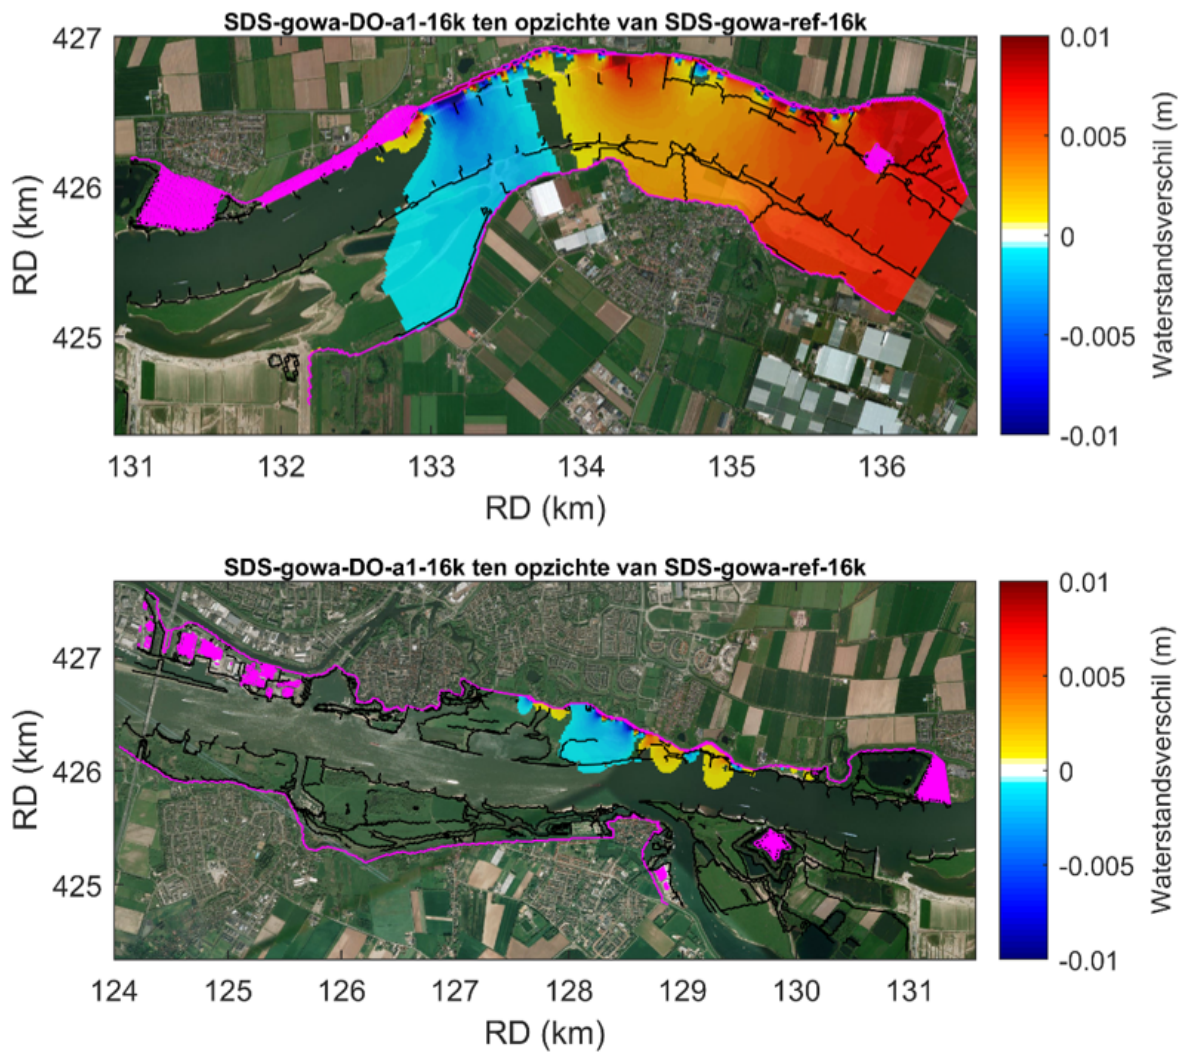 SDS-gowa-DO-a1-16k ten opzichte van SDS-gowa-ref-16k
427
426
425
RD (km)
131 132 133 134 135 136
RD (km)
0.01
0.005
0
-0.005
-0.01
Waterstandsverschil (m)
SDS-gowa-DO-a1-16k ten opzichte van SDS-gowa-ref-16k
427
426
425
RD (km)
124 125 126 127 128 129 130 131
RD (km)
0.01
0.005
0
-0.005
-0.01
Waterstandsverschil (m)